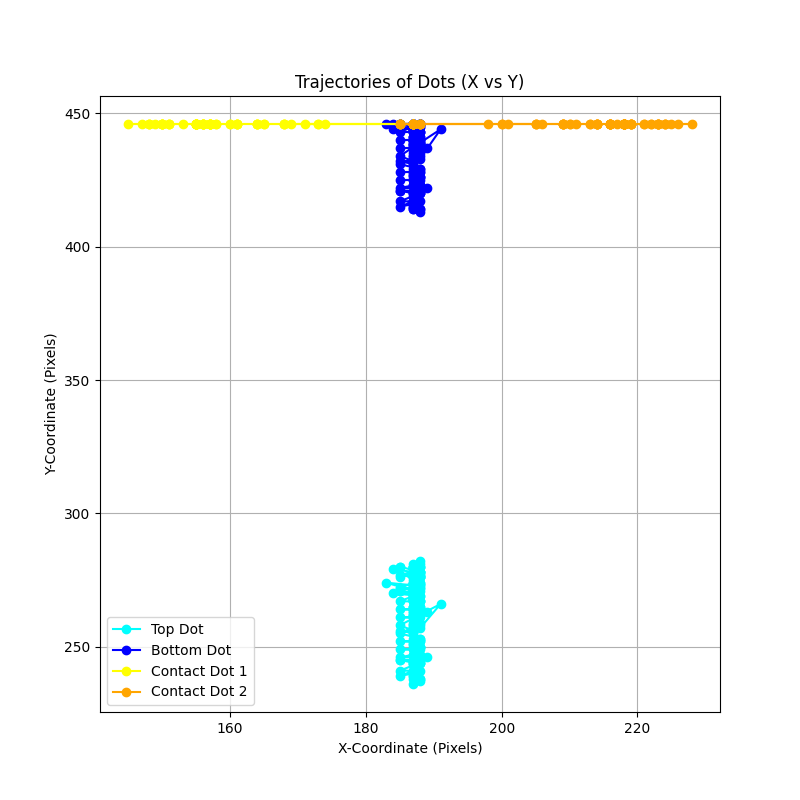 Trajectories of Dots (X vs Y)
450
400
350
300
250
Y-Coordinate (Pixels)
Top Dot
Bottom Dot
Contact Dot 1
Contact Dot 2
160 180 200 220
X-Coordinate (Pixels)